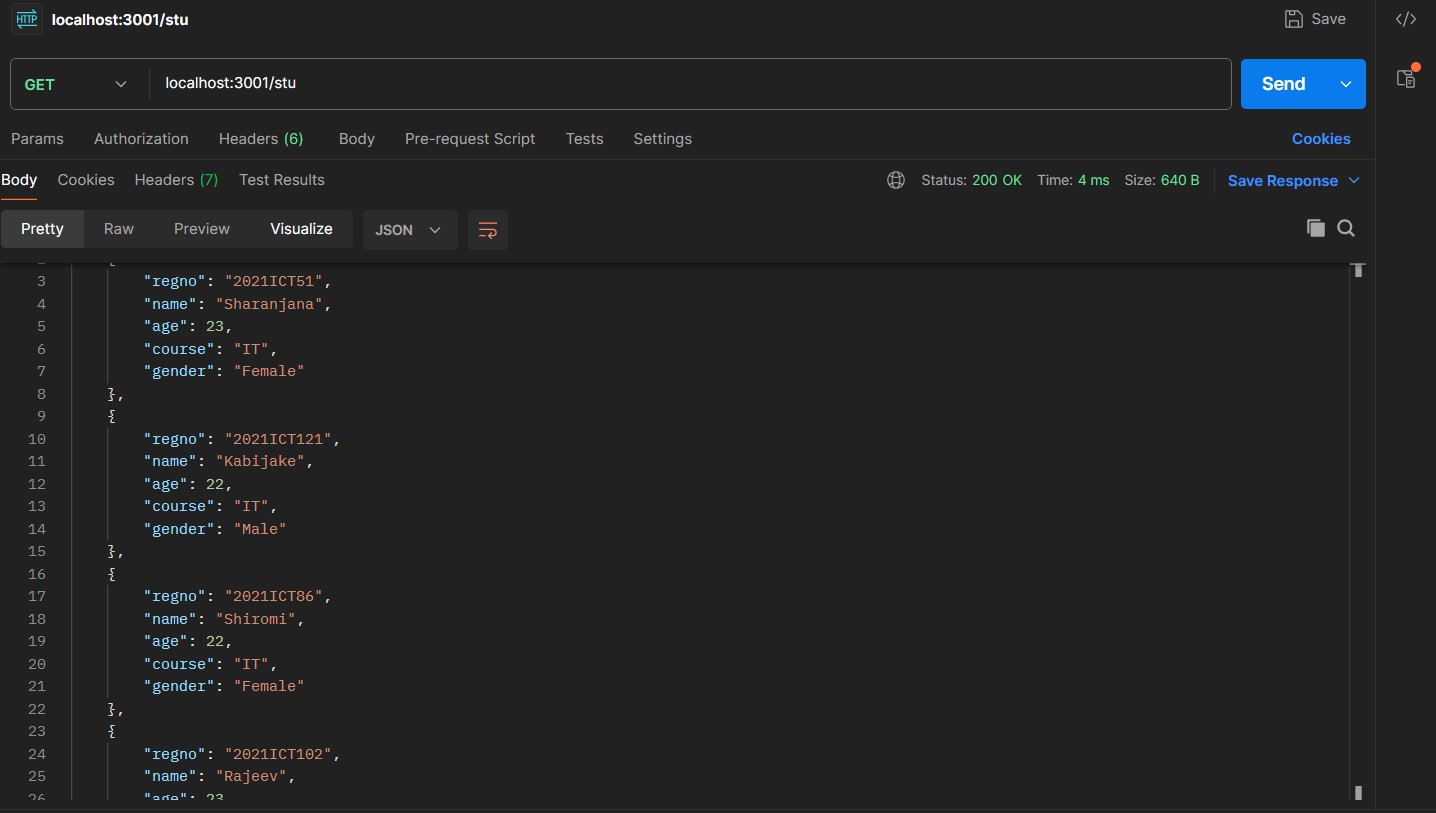 HTTP localhost:3001/stu Save
GET localhost:3001/stu Send
Params Authorization Headers (6) Body Pre-request Script Tests Settings Cookies
Body Cookies Headers (7) Test Results Status: 200 OK Time: 4 ms Size: 640 B Save Response
Pretty Raw Preview Visualize JSON
2 {
3 "regno": "2021ICT51",
4 "name": "Sharanjana",
5 "age": 23,
6 "course": "IT",
7 "gender": "Female"
8 },
9 {
10 "regno": "2021ICT121",
11 "name": "Kabijake",
12 "age": 22,
13 "course": "IT",
14 "gender": "Male"
15 },
16 {
17 "regno": "2021ICT86",
18 "name": "Shiromi",
19 "age": 22,
20 "course": "IT",
21 "gender": "Female"
22 },
23 {
24 "regno": "2021ICT102",
25 "name": "Rajeev",
26 "age": 23